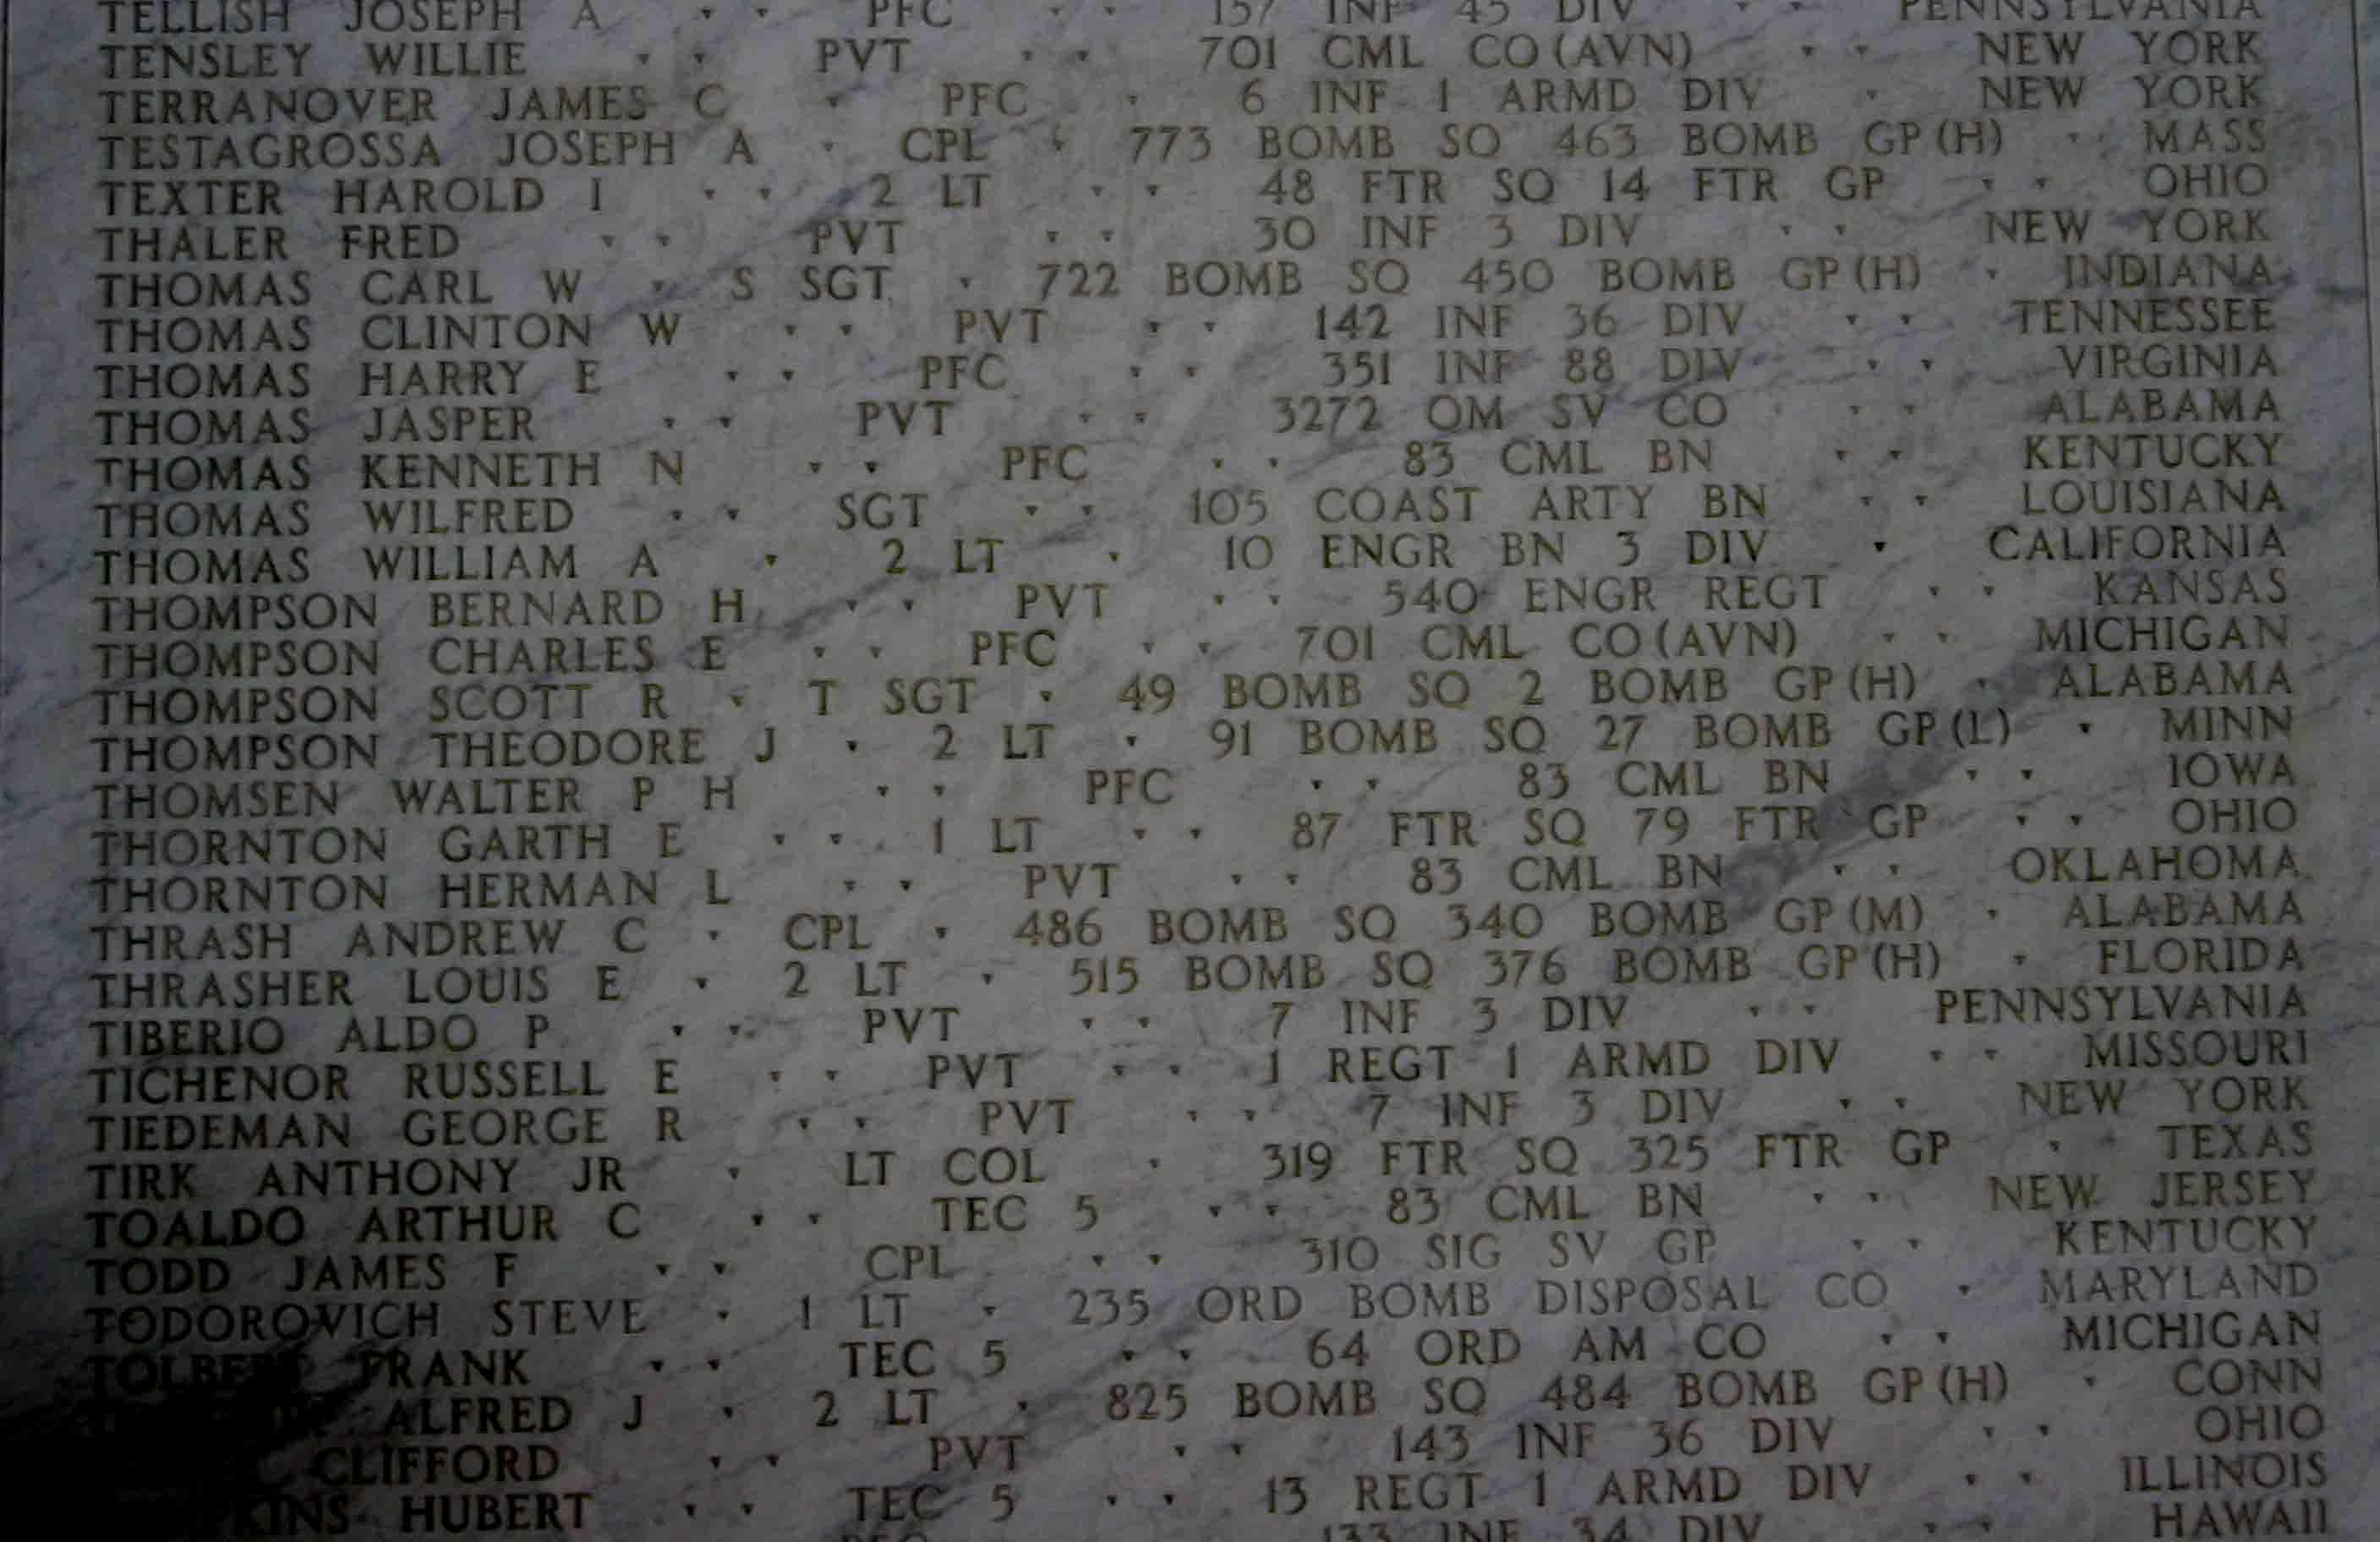 TELLISH JOSEPH A PFC 157 INF 45 DIV PENNSYLVANIA
TENSLEY WILLIE PVT 701 CML CO (AVN) NEW YORK
TERRANOVER JAMES C PFC 6 INF 1 ARMD DIV NEW YORK
TESTAGROSSA JOSEPH A CPL 773 BOMB SQ 463 BOMB GP (H) MASS
TEXTER HAROLD I 2 LT 48 FTR SQ 14 FTR GP OHIO
THALER FRED PVT 30 INF 3 DIV NEW YORK
THOMAS CARL W S SGT 722 BOMB SQ 450 BOMB GP (H) INDIANA
THOMAS CLINTON W PVT 142 INF 36 DIV TENNESSEE
THOMAS HARRY E PFC 351 INF 88 DIV VIRGINIA
THOMAS JASPER PVT 3272 QM SV CO ALABAMA
THOMAS KENNETH N PFC 83 CML BN KENTUCKY
THOMAS WILFRED SGT 105 COAST ARTY BN LOUISIANA
THOMAS WILLIAM A 2 LT 10 ENGR BN 3 DIV CALIFORNIA
THOMPSON BERNARD H PVT 540 ENGR REGT KANSAS
THOMPSON CHARLES E PFC 701 CML CO (AVN) MICHIGAN
THOMPSON SCOTT R T SGT 49 BOMB SQ 2 BOMB GP (H) ALABAMA
THOMPSON THEODORE J 2 LT 91 BOMB SQ 27 BOMB GP (L) MINN
THOMSEN WALTER P H PFC 83 CML BN IOWA
THORNTON GARTH E 1 LT 87 FTR SQ 79 FTR GP OHIO
THORNTON HERMAN L PVT 83 CML BN OKLAHOMA
THRASH ANDREW C CPL 486 BOMB SQ 340 BOMB GP (M) ALABAMA
THRASHER LOUIS E 2 LT 515 BOMB SQ 376 BOMB GP (H) FLORIDA
TIBERIO ALDO P PVT 7 INF 3 DIV PENNSYLVANIA
TICHENOR RUSSELL E PVT 1 REGT 1 ARMD DIV MISSOURI
TIEDEMAN GEORGE R PVT 7 INF 3 DIV NEW YORK
TIRK ANTHONY JR LT COL 319 FTR SQ 325 FTR GP TEXAS
TOALDO ARTHUR C TEC 5 83 CML BN NEW JERSEY
TODD JAMES F CPL 310 SIG SV GP KENTUCKY
TODOROVICH STEVE 1 LT 235 ORD BOMB DISPOSAL CO MARYLAND
FRANK TEC 5 64 ORD AM CO MICHIGAN
ALFRED J 2 LT 825 BOMB SQ 484 BOMB GP (H) CONN
CLIFFORD PVT 143 INF 36 DIV OHIO
HUBERT TEC 5 13 REGT 1 ARMD DIV ILLINOIS
133 INF 34 DIV HAWAII